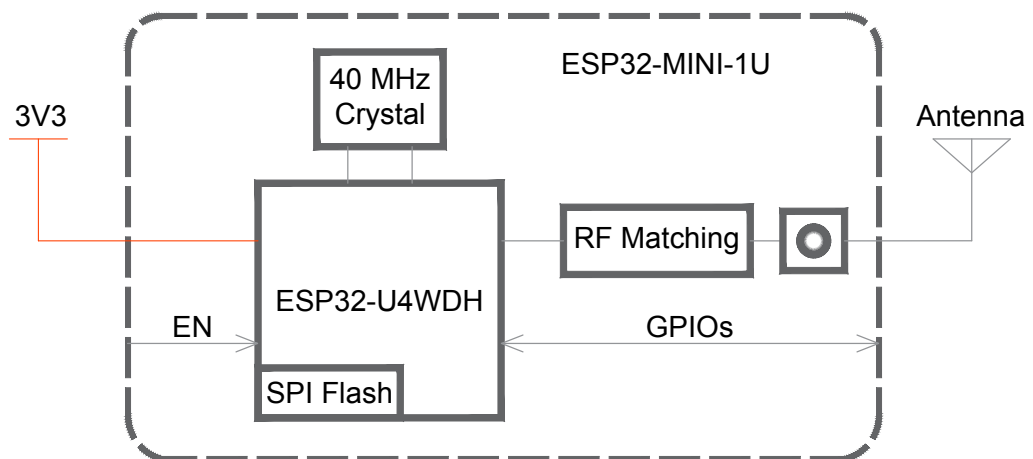 ESP32-MINI-1U
40 MHz
Crystal
3V3
Antenna
RF Matching
ESP32-U4WDH
EN
GPIOs
SPI Flash